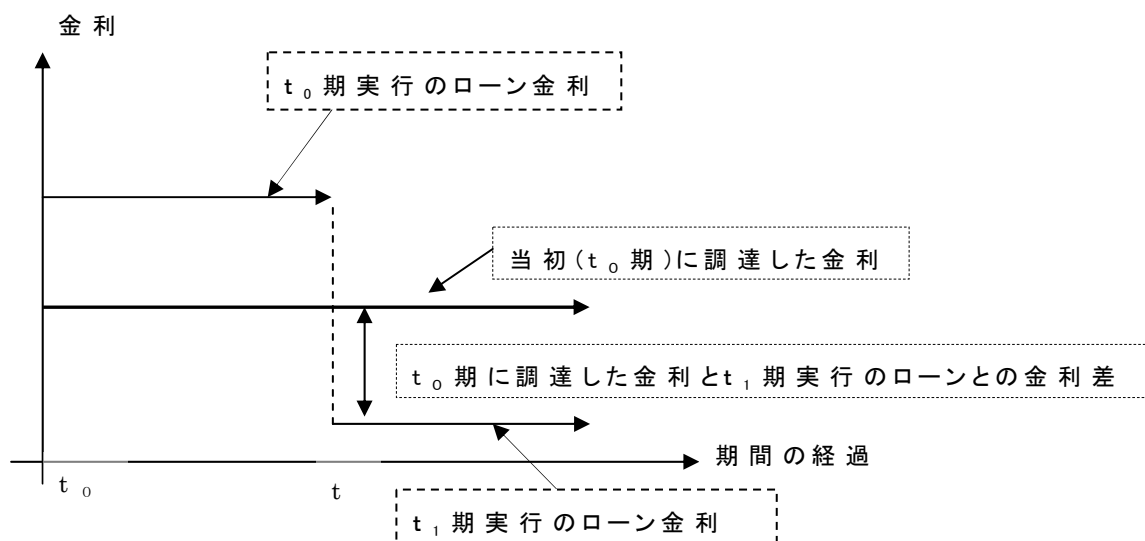 金利
t₀期実行のローン金利
当初(t₀期)に調達した金利
t₀期に調達した金利とt₁期実行のローンとの金利差
期間の経過
t₀
t
t₁期実行のローン金利